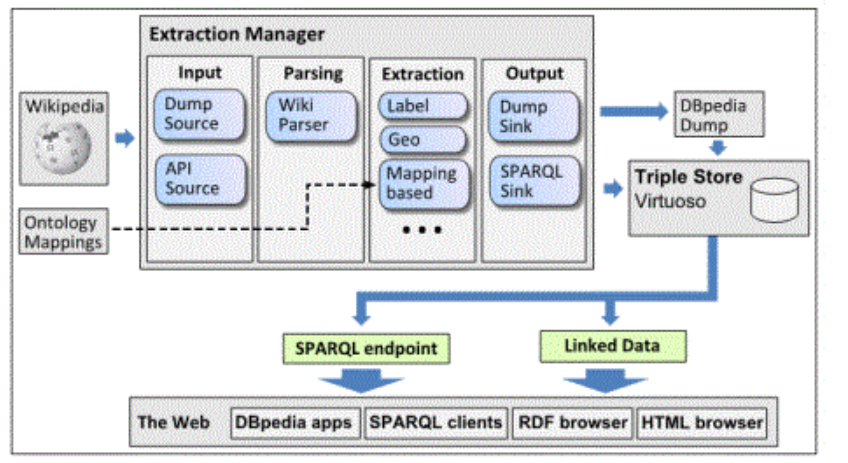 Extraction Manager
Input
Parsing
Extraction
Output
Wikipedia
Dump
Source
API
Source
Wiki
Parser
Label
Geo
Mapping
based
• • •
Dump
Sink
SPARQL
Sink
DBpedia
Dump
Triple Store
Virtuoso
Ontology
Mappings
SPARQL endpoint
Linked Data
The Web
DBpedia apps
SPARQL clients
RDF browser
HTML browser